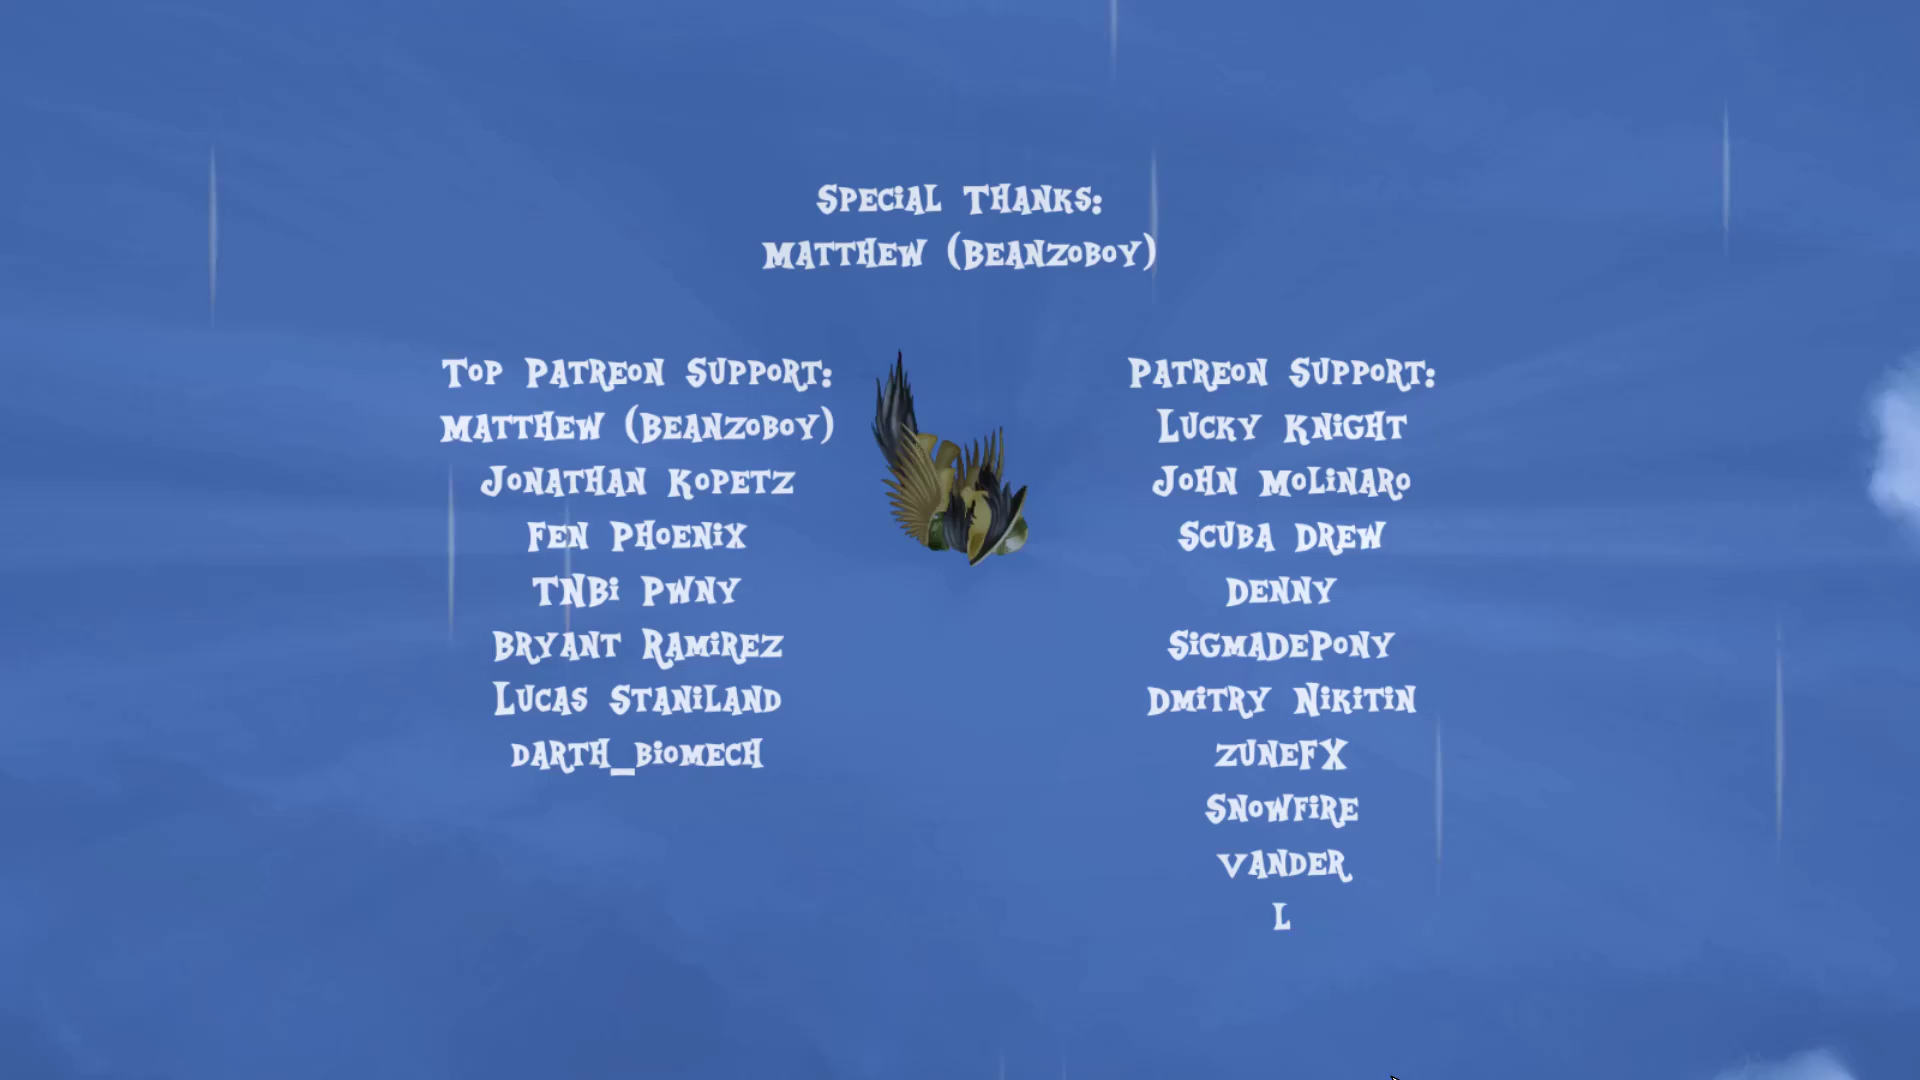 Special Thanks:
Matthew (Beanzoboy)
Top Patreon Support:
Matthew (Beanzoboy)
Jonathan Kopetz
Fen Phoenix
TNBi Pwny
Bryant Ramirez
Lucas Staniland
darth_biomech
Patreon Support:
Lucky Knight
John Molinaro
Scuba Drew
Denny
SigmadePony
Dmitry Nikitin
zuneFX
Snowfire
Vander
L